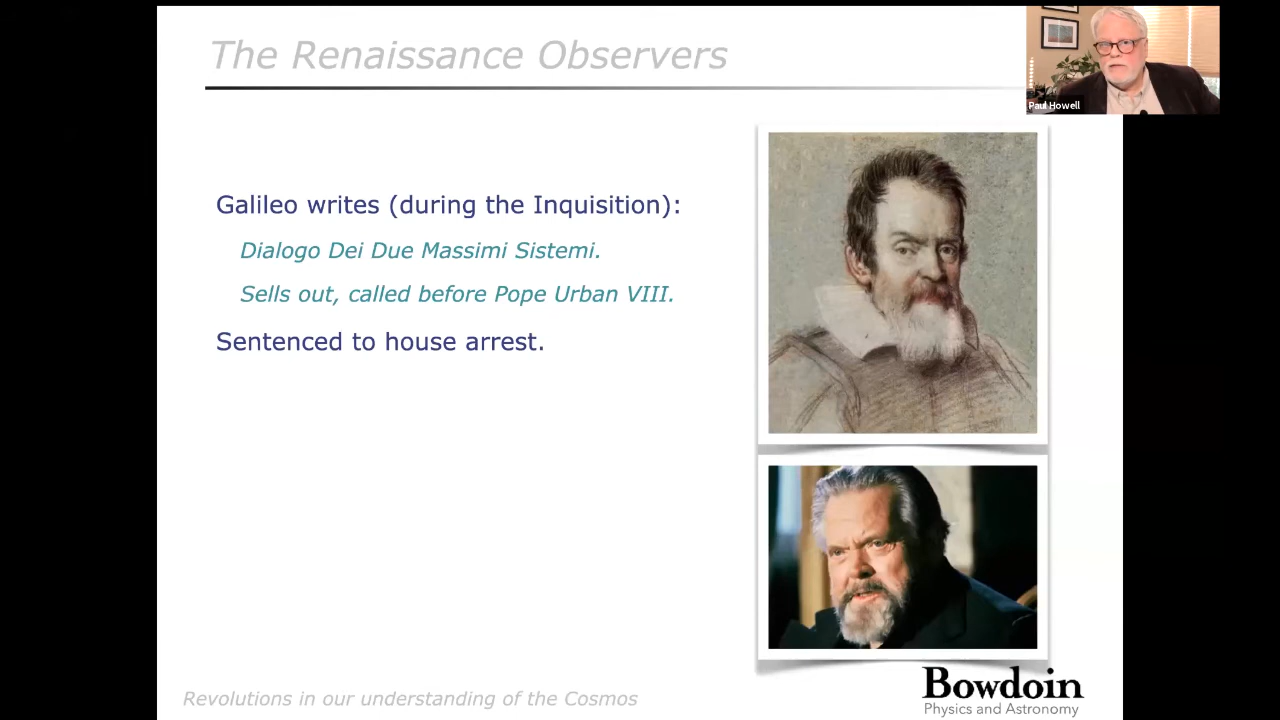 The Renaissance Observers
Paul Howell
Galileo writes (during the Inquisition):
Dialogo Dei Due Massimi Sistemi.
Sells out, called before Pope Urban VIII.
Sentenced to house arrest.
Revolutions in our understanding of the Cosmos
Bowdoin
Physics and Astronomy